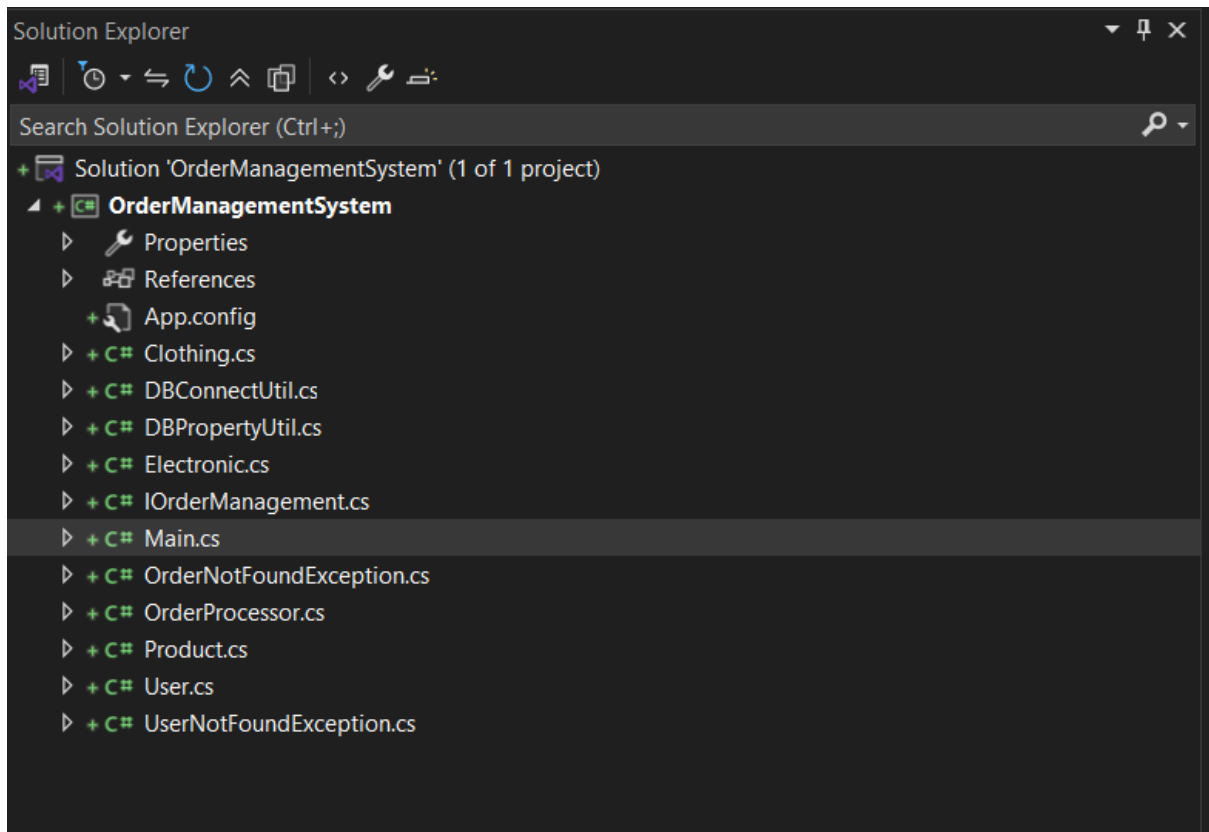 Solution Explorer
Search Solution Explorer (Ctrl+;)
Solution 'OrderManagementSystem' (1 of 1 project)
C# OrderManagementSystem
Properties
References
App.config
C# Clothing.cs
C# DBConnectUtil.cs
C# DBPropertyUtil.cs
C# Electronic.cs
C# IOrderManagement.cs
C# Main.cs
C# OrderNotFoundException.cs
C# OrderProcessor.cs
C# Product.cs
C# User.cs
C# UserNotFoundException.cs